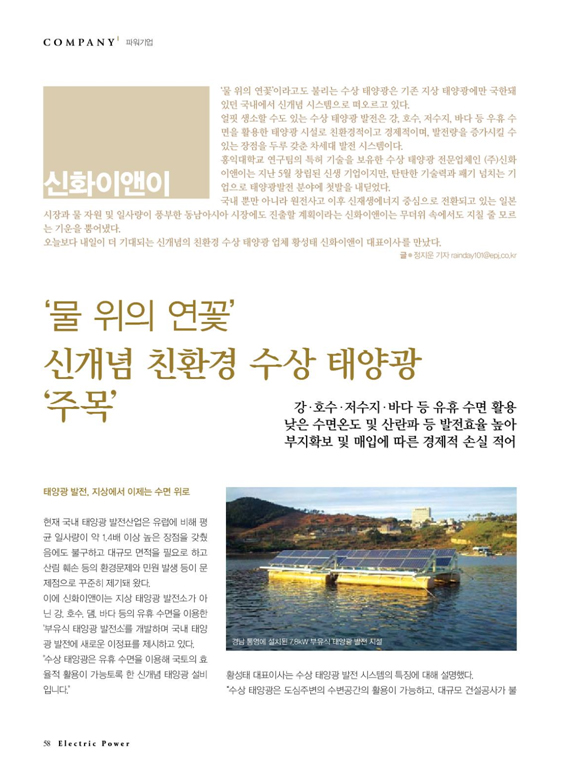 COMPANY | 파워기업
'물 위의 연꽃'이라고도 불리는 수상 태양광은 기존 지상 태양광에만 국한돼
있던 국내에서 신개념 시스템으로 떠오르고 있다.
얼핏 생소할 수도 있는 수상 태양광 발전은 강, 호수, 저수지, 바다 등 유휴 수
면을 활용한 태양광 시설로 친환경적이고 경제적이며, 발전량을 증가시킬 수
있는 장점을 두루 갖춘 차세대 발전 시스템이다.
홍익대학교 연구팀의 특허 기술을 보유한 수상 태양광 전문업체인 (주)신화
이앤이는 지난 5월 창립된 신생 기업이지만, 탄탄한 기술력과 패기 넘치는 기
업으로 태양광발전 분야에 첫발을 내딛었다.
국내 뿐만 아니라 원전사고 이후 신재생에너지 중심으로 전환되고 있는 일본
신화이앤이
시장과 물 자원 및 일사량이 풍부한 동남아시아 시장에도 진출할 계획이라는 신화이앤이는 무더위 속에서도 지칠 줄 모르
는 기운을 뿜어냈다.
오늘보다 내일이 더 기대되는 신개념의 친환경 수상 태양광 업체 황성태 신화이앤이 대표이사를 만났다.
글 ● 정지운 기자 rainday101@epj.co.kr
'물 위의 연꽃'
신개념 친환경 수상 태양광
'주목'
강·호수·저수지·바다 등 유휴 수면 활용
낮은 수면온도 및 산란파 등 발전효율 높아
부지확보 및 매입에 따른 경제적 손실 적어
태양광 발전, 지상에서 이제는 수면 위로
현재 국내 태양광 발전산업은 유럽에 비해 평
균 일사량이 약 1.4배 이상 높은 장점을 갖췄
음에도 불구하고 대규모 면적을 필요로 하고
산림 훼손 등의 환경문제와 민원 발생 등이 문
제점으로 꾸준히 제기돼 왔다.
이에 신화이앤이는 지상 태양광 발전소가 아
닌 강, 호수, 댐, 바다 등의 유휴 수면을 이용한
'부유식 태양광 발전소'를 개발하며 국내 태양
광 발전에 새로운 이정표를 제시하고 있다.
"수상 태양광은 유휴 수면을 이용해 국토의 효
율적 활용이 가능토록 한 신개념 태양광 설비
입니다."
경남 통영에 설치된 7.8kW 부유식 태양광 발전 시설
황성태 대표이사는 수상 태양광 발전 시스템의 특징에 대해 설명했다.
"수상 태양광은 도심주변의 수변공간의 활용이 가능하고, 대규모 건설공사가 불
58 Electric Power